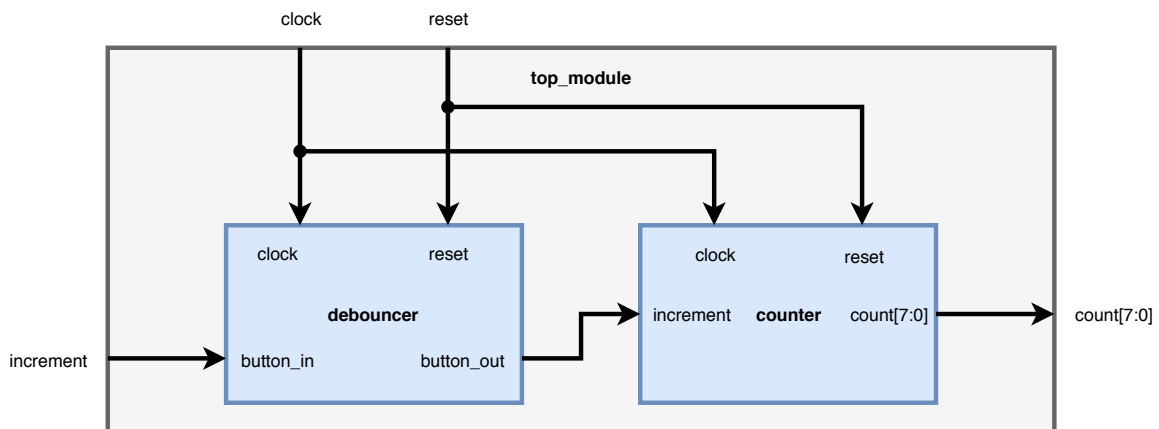 clock reset
top_module
clock reset clock reset
debouncer increment counter count[7:0] count[7:0]
increment button_in button_out